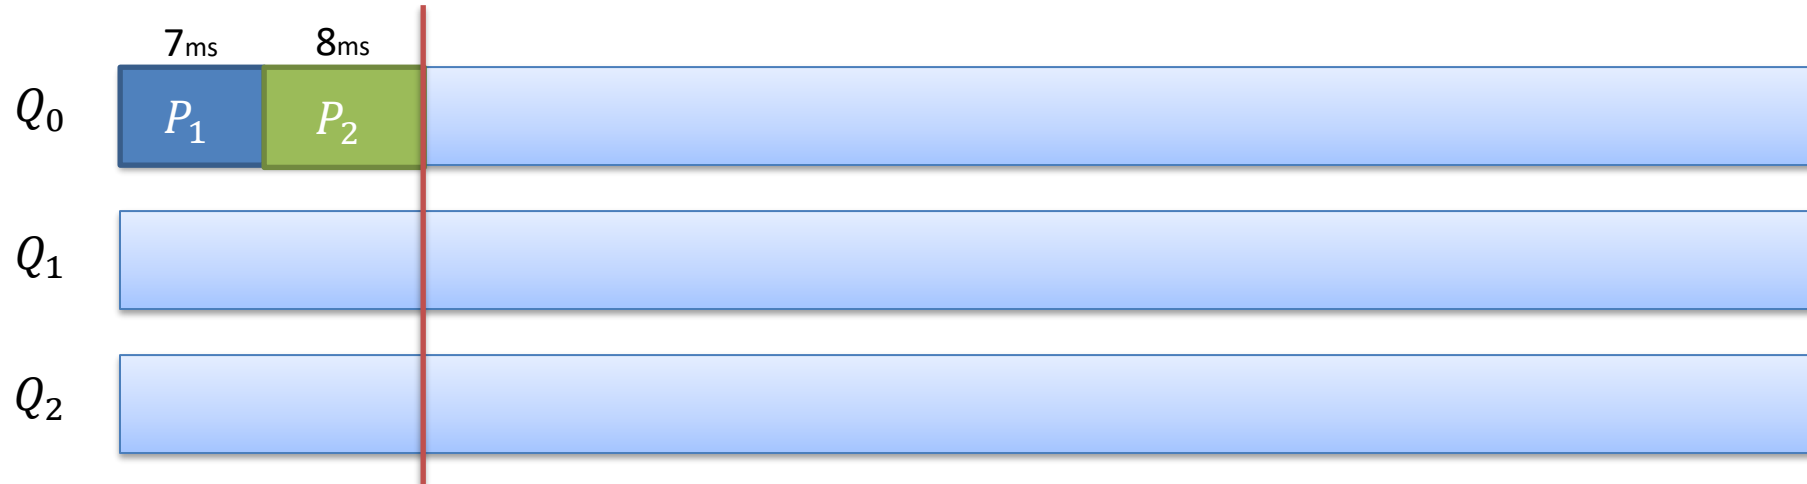 7ms 8ms
Q₀ P₁ P₂
Q₁
Q₂